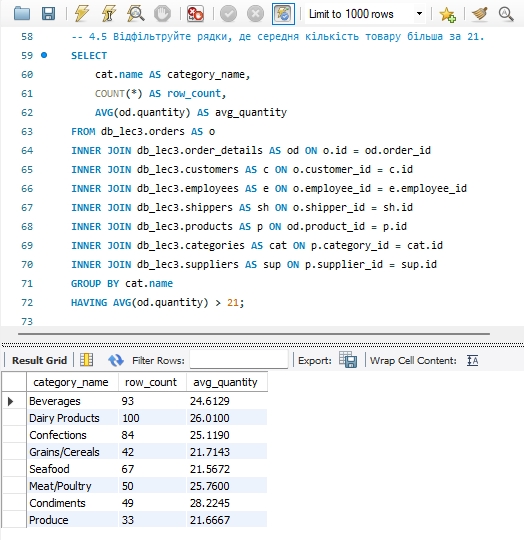 Limit to 1000 rows
58 -- 4.5 Відфільтруйте рядки, де середня кількість товару більша за 21.
59 SELECT
60 cat.name AS category_name,
61 COUNT(*) AS row_count,
62 AVG(od.quantity) AS avg_quantity
63 FROM db_lec3.orders AS o
64 INNER JOIN db_lec3.order_details AS od ON o.id = od.order_id
65 INNER JOIN db_lec3.customers AS c ON o.customer_id = c.id
66 INNER JOIN db_lec3.employees AS e ON o.employee_id = e.employee_id
67 INNER JOIN db_lec3.shippers AS sh ON o.shipper_id = sh.id
68 INNER JOIN db_lec3.products AS p ON od.product_id = p.id
69 INNER JOIN db_lec3.categories AS cat ON p.category_id = cat.id
70 INNER JOIN db_lec3.suppliers AS sup ON p.supplier_id = sup.id
71 GROUP BY cat.name
72 HAVING AVG(od.quantity) > 21;
73
Result Grid Filter Rows: Export: Wrap Cell Content:
category_name row_count avg_quantity
Beverages 93 24.6129
Dairy Products 100 26.0100
Confections 84 25.1190
Grains/Cereals 42 21.7143
Seafood 67 21.5672
Meat/Poultry 50 25.7600
Condiments 49 28.2245
Produce 33 21.6667